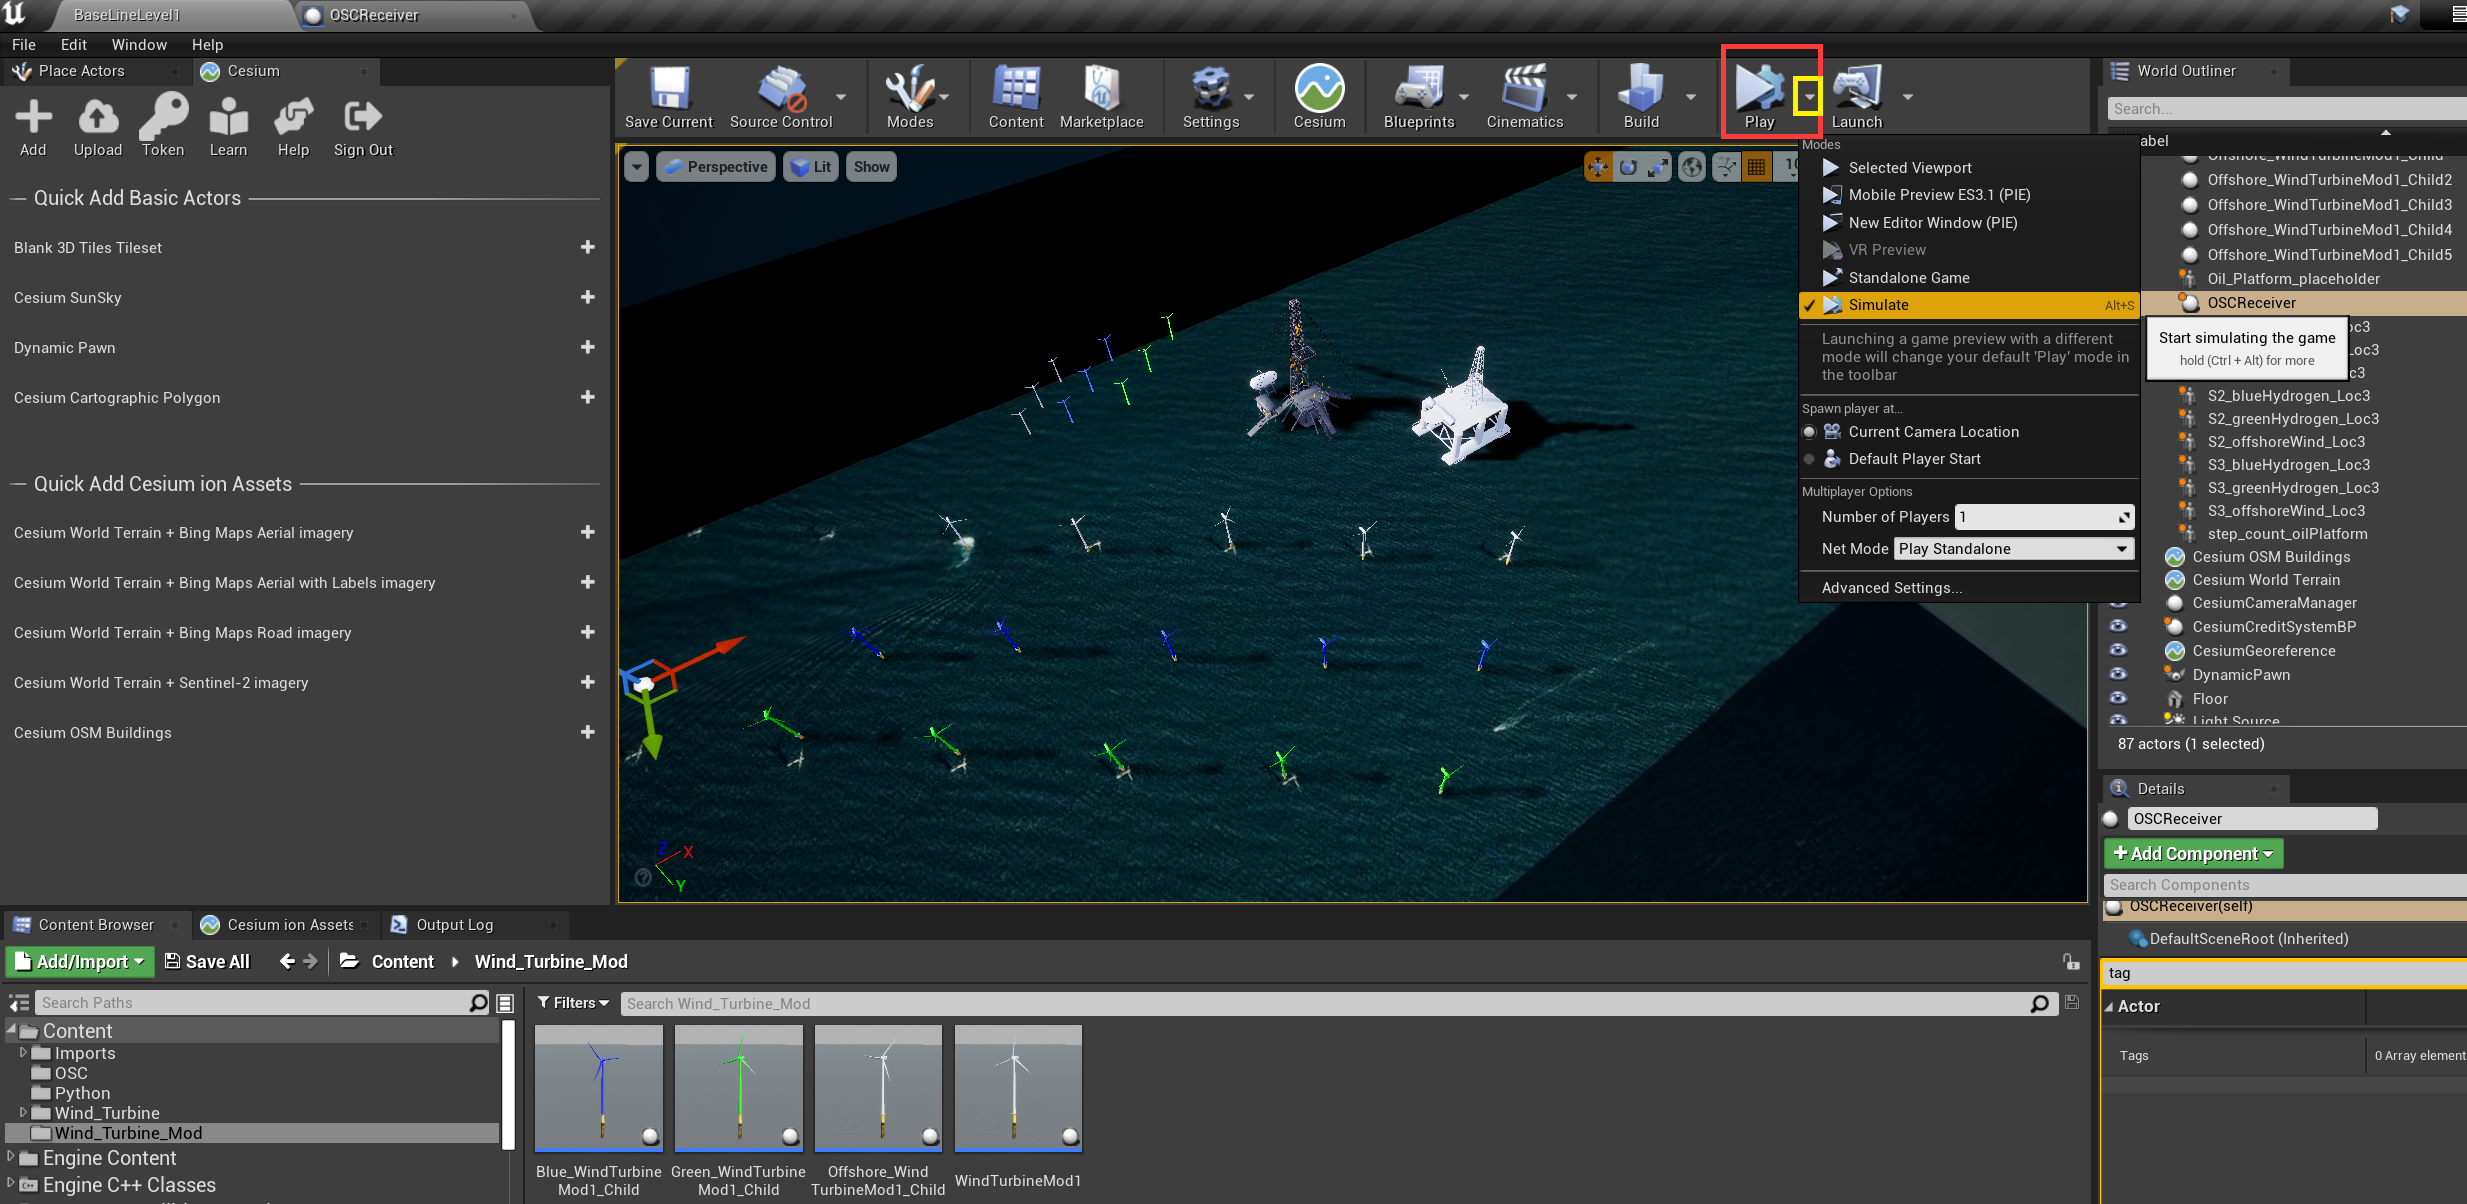 BaseLineLevel1
OSCReceiver
File Edit Window Help
Place Actors
Cesium
Add
Upload
Token
Learn
Help
Sign Out
Quick Add Basic Actors
Blank 3D Tiles Tileset
Cesium SunSky
Dynamic Pawn
Cesium Cartographic Polygon
Quick Add Cesium ion Assets
Cesium World Terrain + Bing Maps Aerial imagery
Cesium World Terrain + Bing Maps Aerial with Labels imagery
Cesium World Terrain + Bing Maps Road imagery
Cesium World Terrain + Sentinel-2 imagery
Cesium OSM Buildings
Save Current
Source Control
Modes
Content
Marketplace
Settings
Cesium
Blueprints
Cinematics
Build
Play
Launch
Perspective
Lit
Show
10
Z
X
Y
Modes
Selected Viewport
Mobile Preview ES3.1 (PIE)
New Editor Window (PIE)
VR Preview
Standalone Game
Simulate Alt+S
Launching a game preview with a different
mode will change your default 'Play' mode in
the toolbar
Spawn player at...
Current Camera Location
Default Player Start
Multiplayer Options
Number of Players 1
Net Mode Play Standalone
Advanced Settings...
Start simulating the game
hold (Ctrl + Alt) for more
World Outliner
Search...
abel
Offshore_WindTurbineMod1_Child
Offshore_WindTurbineMod1_Child2
Offshore_WindTurbineMod1_Child3
Offshore_WindTurbineMod1_Child4
Offshore_WindTurbineMod1_Child5
Oil_Platform_placeholder
OSCReceiver
oc3
Loc3
c3
S2_blueHydrogen_Loc3
S2_greenHydrogen_Loc3
S2_offshoreWind_Loc3
S3_blueHydrogen_Loc3
S3_greenHydrogen_Loc3
S3_offshoreWind_Loc3
step_count_oilPlatform
Cesium OSM Buildings
Cesium World Terrain
CesiumCameraManager
CesiumCreditSystemBP
CesiumGeoreference
DynamicPawn
Floor
Light Source
87 actors (1 selected)
Details
OSCReceiver
Add Component
Search Components
OSCReceiver(self)
DefaultSceneRoot (Inherited)
tag
Actor
Tags
0 Array element
Content Browser
Cesium ion Assets
Output Log
Add/Import
Save All
Content
Wind_Turbine_Mod
Search Paths
Filters
Search Wind_Turbine_Mod
Content
Imports
OSC
Python
Wind_Turbine
Wind_Turbine_Mod
Engine Content
Engine C++ Classes
Blue_WindTurbine
Mod1_Child
Green_WindTurbine
Mod1_Child
Offshore_Wind
TurbineMod1_Child
WindTurbineMod1